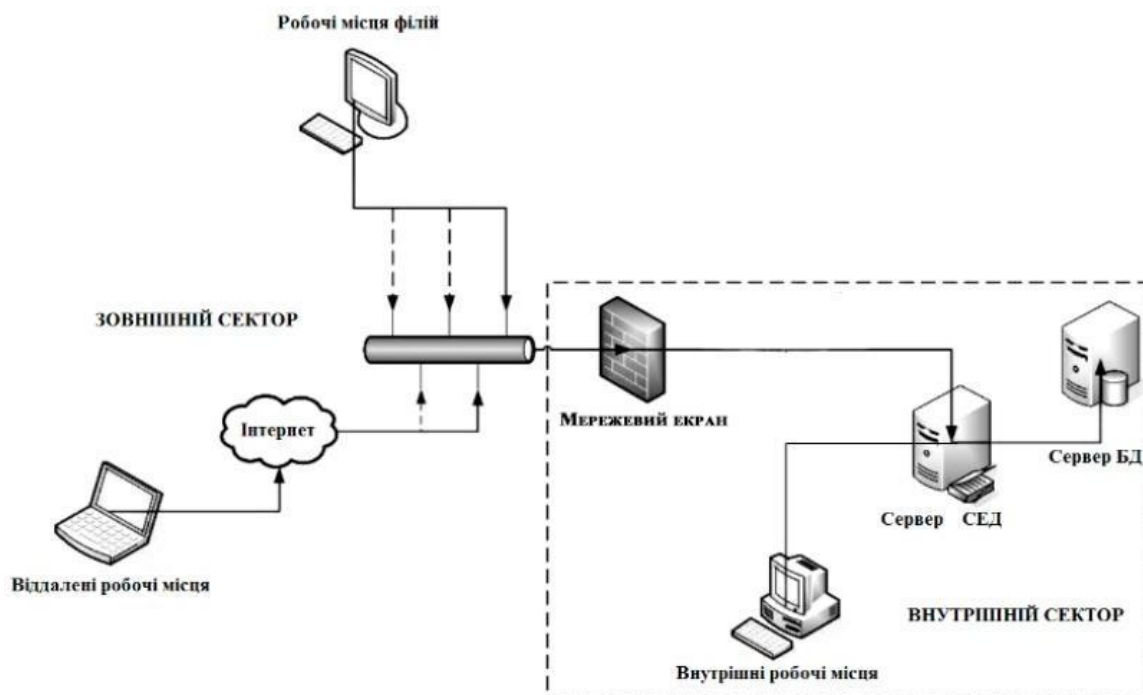 Робочі місця філій
ЗОВНІШНІЙ СЕКТОР
Інтернет
МЕРЕЖЕВИЙ ЕКРАН
Сервер БД
Сервер СЕД
Віддалені робочі місця
ВНУТРІШНІЙ СЕКТОР
Внутрішні робочі місця